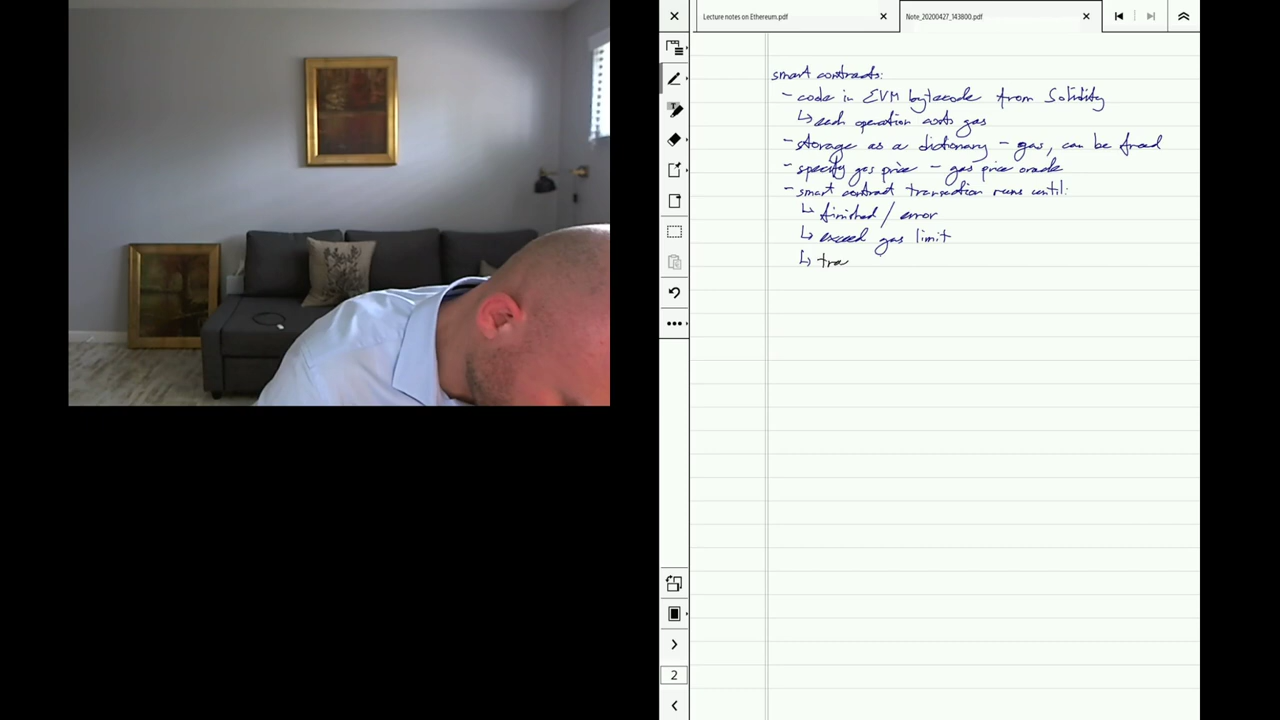 Lecture notes on Ethereum.pdf
Note_20200427_143800.pdf
smart contracts:
- code in EVM bytecode from Solidity
↳ each operation costs gas
- storage as a dictionary - gas, can be freed
- specify gas price - gas price oracle
- smart contract transaction runs until:
↳ finished / error
↳ exceed gas limit
↳ tra
2